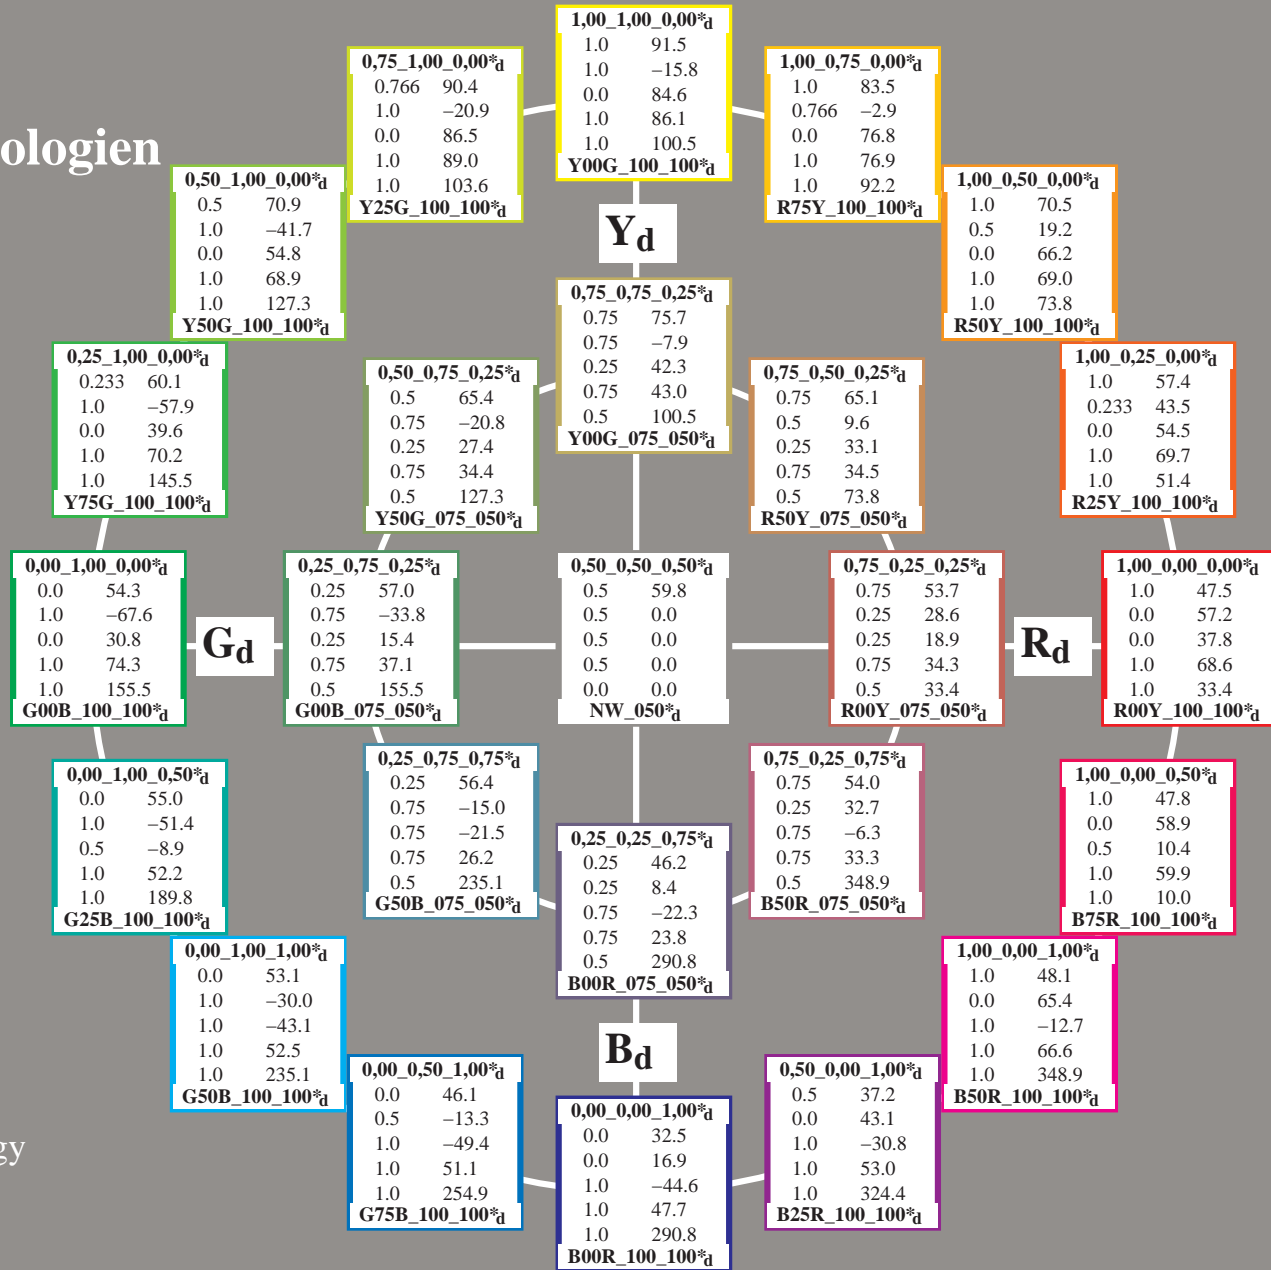 1,00_1,00_0,00*d
1.0 91.5
1.0 −15.8
0.0 84.6
1.0 86.1
1.0 100.5
Y00G_100_100*d
0,75_1,00_0,00*d
0.766 90.4
1.0 −20.9
0.0 86.5
1.0 89.0
1.0 103.6
Y25G_100_100*d
1,00_0,75_0,00*d
1.0 83.5
0.766 −2.9
0.0 76.8
1.0 76.9
1.0 92.2
R75Y_100_100*d
ologien
0,50_1,00_0,00*d
0.5 70.9
1.0 −41.7
0.0 54.8
1.0 68.9
1.0 127.3
Y50G_100_100*d
1,00_0,50_0,00*d
1.0 70.5
0.5 19.2
0.0 66.2
1.0 69.0
1.0 73.8
R50Y_100_100*d
Yd
0,75_0,75_0,25*d
0.75 75.7
0.75 −7.9
0.25 42.3
0.75 43.0
0.5 100.5
Y00G_075_050*d
0,25_1,00_0,00*d
0.233 60.1
1.0 −57.9
0.0 39.6
1.0 70.2
1.0 145.5
Y75G_100_100*d
0,50_0,75_0,25*d
0.5 65.4
0.75 −20.8
0.25 27.4
0.75 34.4
0.5 127.3
Y50G_075_050*d
0,75_0,50_0,25*d
0.75 65.1
0.5 9.6
0.25 33.1
0.75 34.5
0.5 73.8
R50Y_075_050*d
1,00_0,25_0,00*d
1.0 57.4
0.233 43.5
0.0 54.5
1.0 69.7
1.0 51.4
R25Y_100_100*d
0,00_1,00_0,00*d
0.0 54.3
1.0 −67.6
0.0 30.8
1.0 74.3
1.0 155.5
G00B_100_100*d
Gd
0,25_0,75_0,25*d
0.25 57.0
0.75 −33.8
0.25 15.4
0.75 37.1
0.5 155.5
G00B_075_050*d
0,50_0,50_0,50*d
0.5 59.8
0.5 0.0
0.5 0.0
0.5 0.0
0.0 0.0
NW_050*d
0,75_0,25_0,25*d
0.75 53.7
0.25 28.6
0.25 18.9
0.75 34.3
0.5 33.4
R00Y_075_050*d
Rd
1,00_0,00_0,00*d
1.0 47.5
0.0 57.2
0.0 37.8
1.0 68.6
1.0 33.4
R00Y_100_100*d
0,00_1,00_0,50*d
0.0 55.0
1.0 −51.4
0.5 −8.9
1.0 52.2
1.0 189.8
G25B_100_100*d
0,25_0,75_0,75*d
0.25 56.4
0.75 −15.0
0.75 −21.5
0.75 26.2
0.5 235.1
G50B_075_050*d
0,25_0,25_0,75*d
0.25 46.2
0.25 8.4
0.75 −22.3
0.75 23.8
0.5 290.8
B00R_075_050*d
0,75_0,25_0,75*d
0.75 54.0
0.25 32.7
0.75 −6.3
0.75 33.3
0.5 348.9
B50R_075_050*d
1,00_0,00_0,50*d
1.0 47.8
0.0 58.9
0.5 10.4
1.0 59.9
1.0 10.0
B75R_100_100*d
0,00_1,00_1,00*d
0.0 53.1
1.0 −30.0
1.0 −43.1
1.0 52.5
1.0 235.1
G50B_100_100*d
1,00_0,00_1,00*d
1.0 48.1
0.0 65.4
1.0 −12.7
1.0 66.6
1.0 348.9
B50R_100_100*d
Bd
gy
0,00_0,50_1,00*d
0.0 46.1
0.5 −13.3
1.0 −49.4
1.0 51.1
1.0 254.9
G75B_100_100*d
0,00_0,00_1,00*d
0.0 32.5
0.0 16.9
1.0 −44.6
1.0 47.7
1.0 290.8
B00R_100_100*d
0,50_0,00_1,00*d
0.5 37.2
0.0 43.1
1.0 −30.8
1.0 53.0
1.0 324.4
B25R_100_100*d